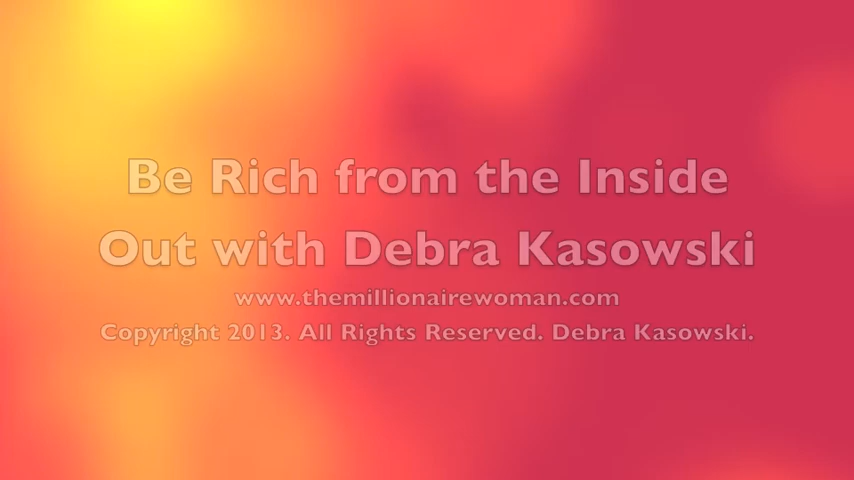 Be Rich from the Inside
Out with Debra Kasowski
www.themillionairewoman.com
Copyright 2013. All Rights Reserved. Debra Kasowski.